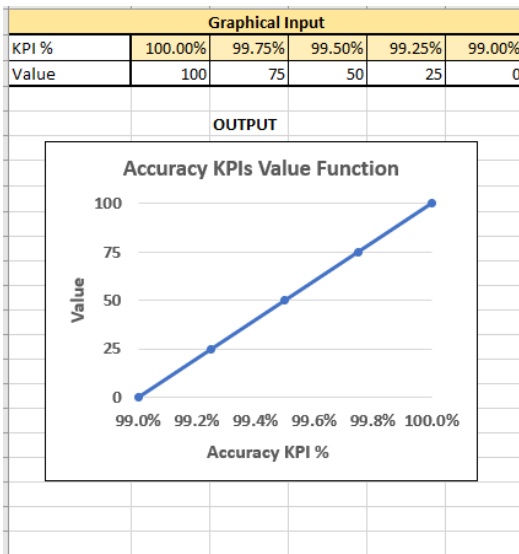 Graphical Input
KPI % 100.00% 99.75% 99.50% 99.25% 99.00%
Value 100 75 50 25 0
OUTPUT
Accuracy KPIs Value Function
100
75
50
25
0
Value
99.0% 99.2% 99.4% 99.6% 99.8% 100.0%
Accuracy KPI %